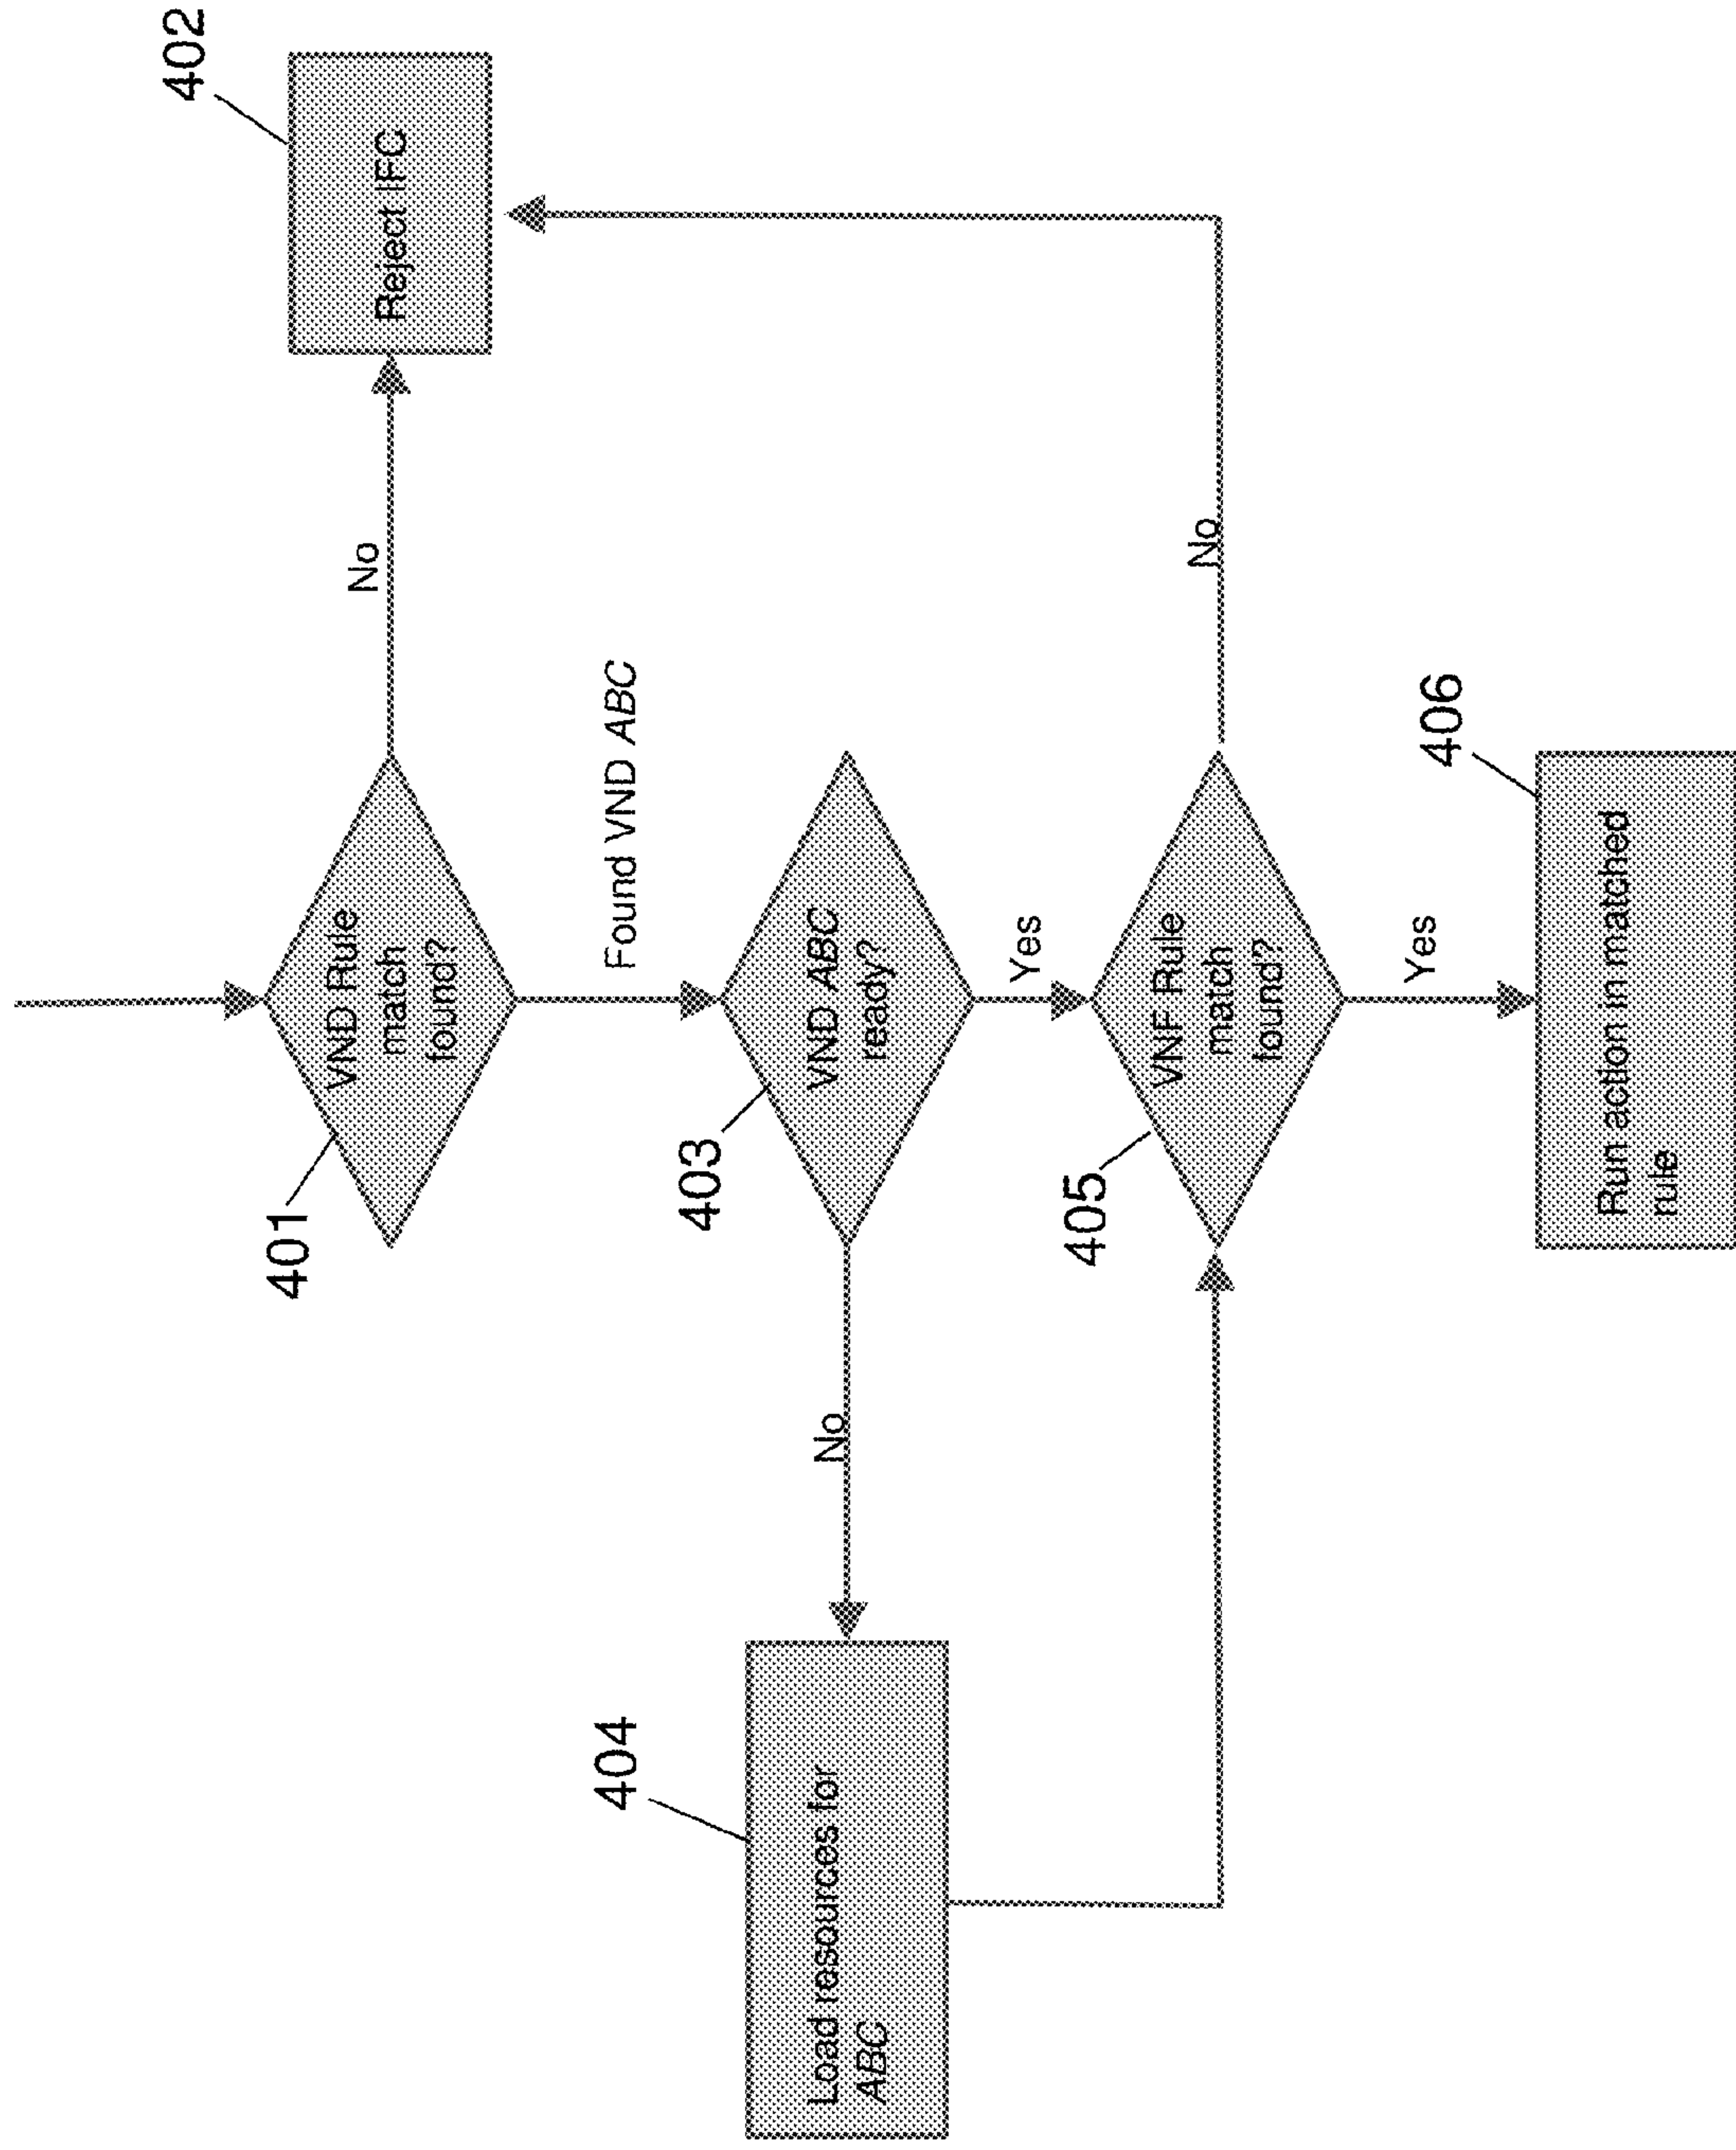 401
VND Rule
match
found?
No
402
Reject IFC
Found VND ABC
403
VND ABC
ready?
No
404
Load resources for
ABC
Yes
405
VNF Rule
match
found?
No
Yes
406
Run action in matched
rule